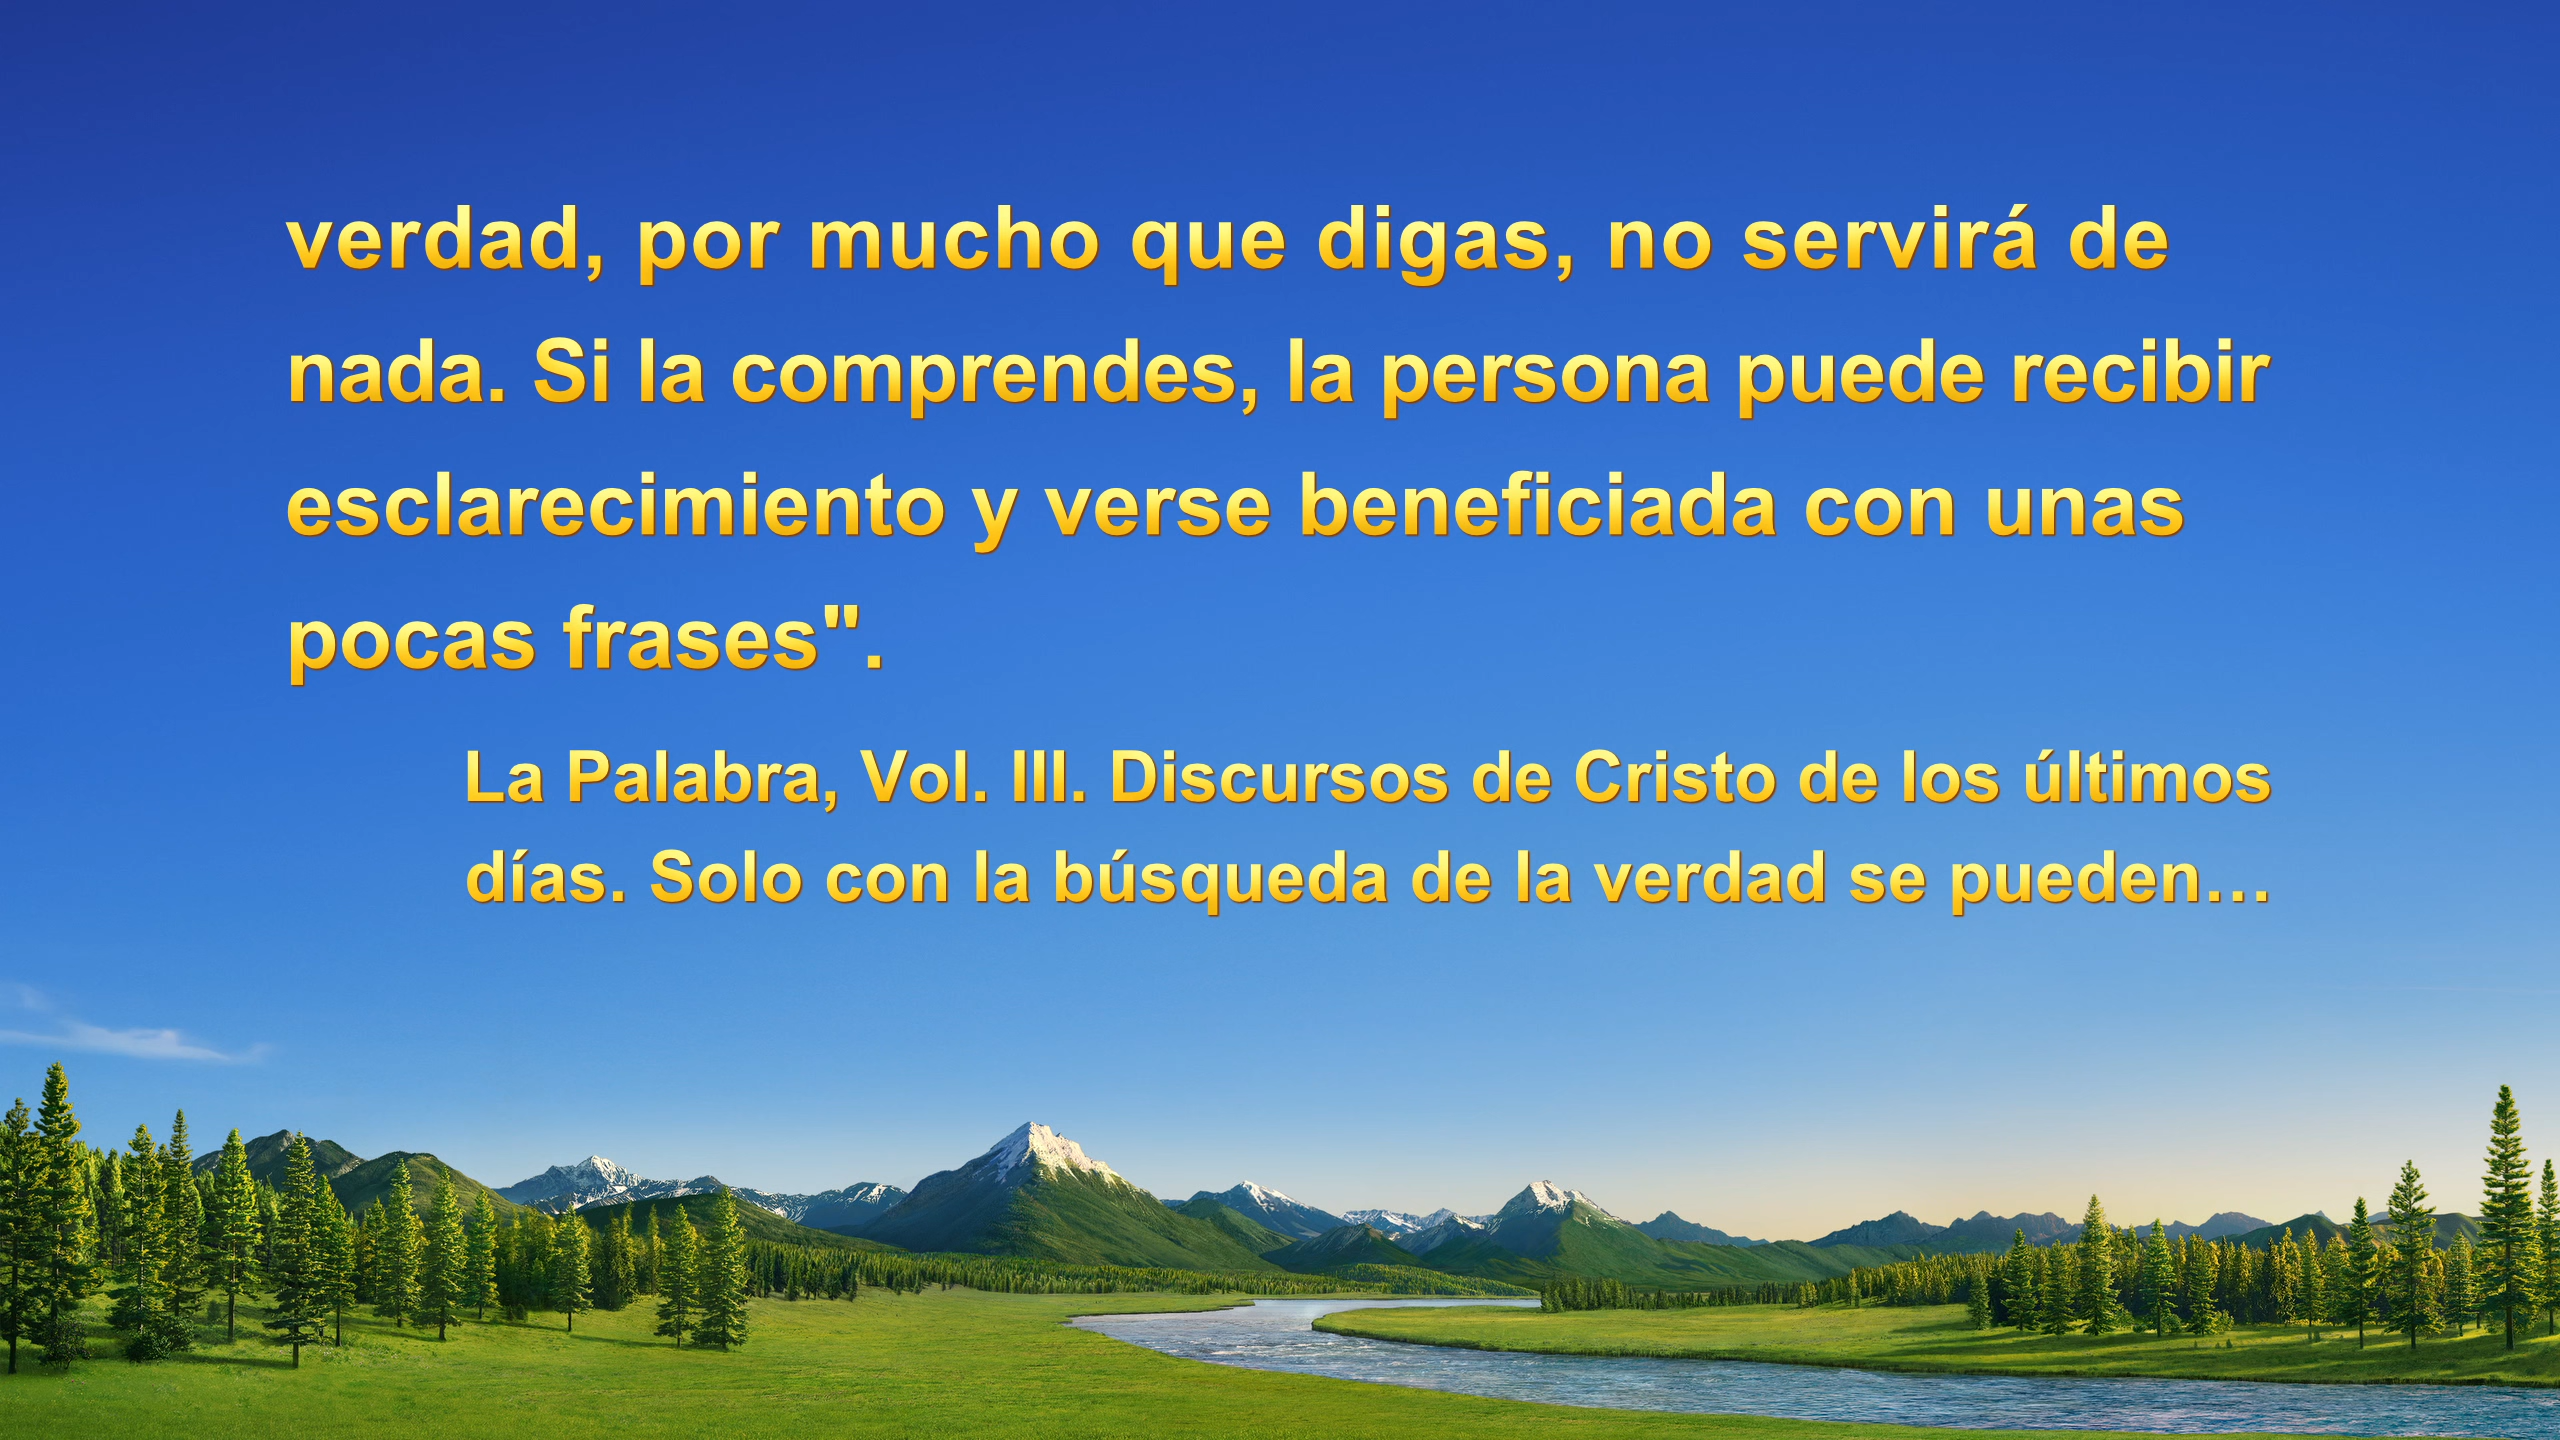 verdad, por mucho que digas, no servirá de
nada. Si la comprendes, la persona puede recibir
esclarecimiento y verse beneficiada con unas
pocas frases".
La Palabra, Vol. III. Discursos de Cristo de los últimos
días. Solo con la búsqueda de la verdad se pueden…